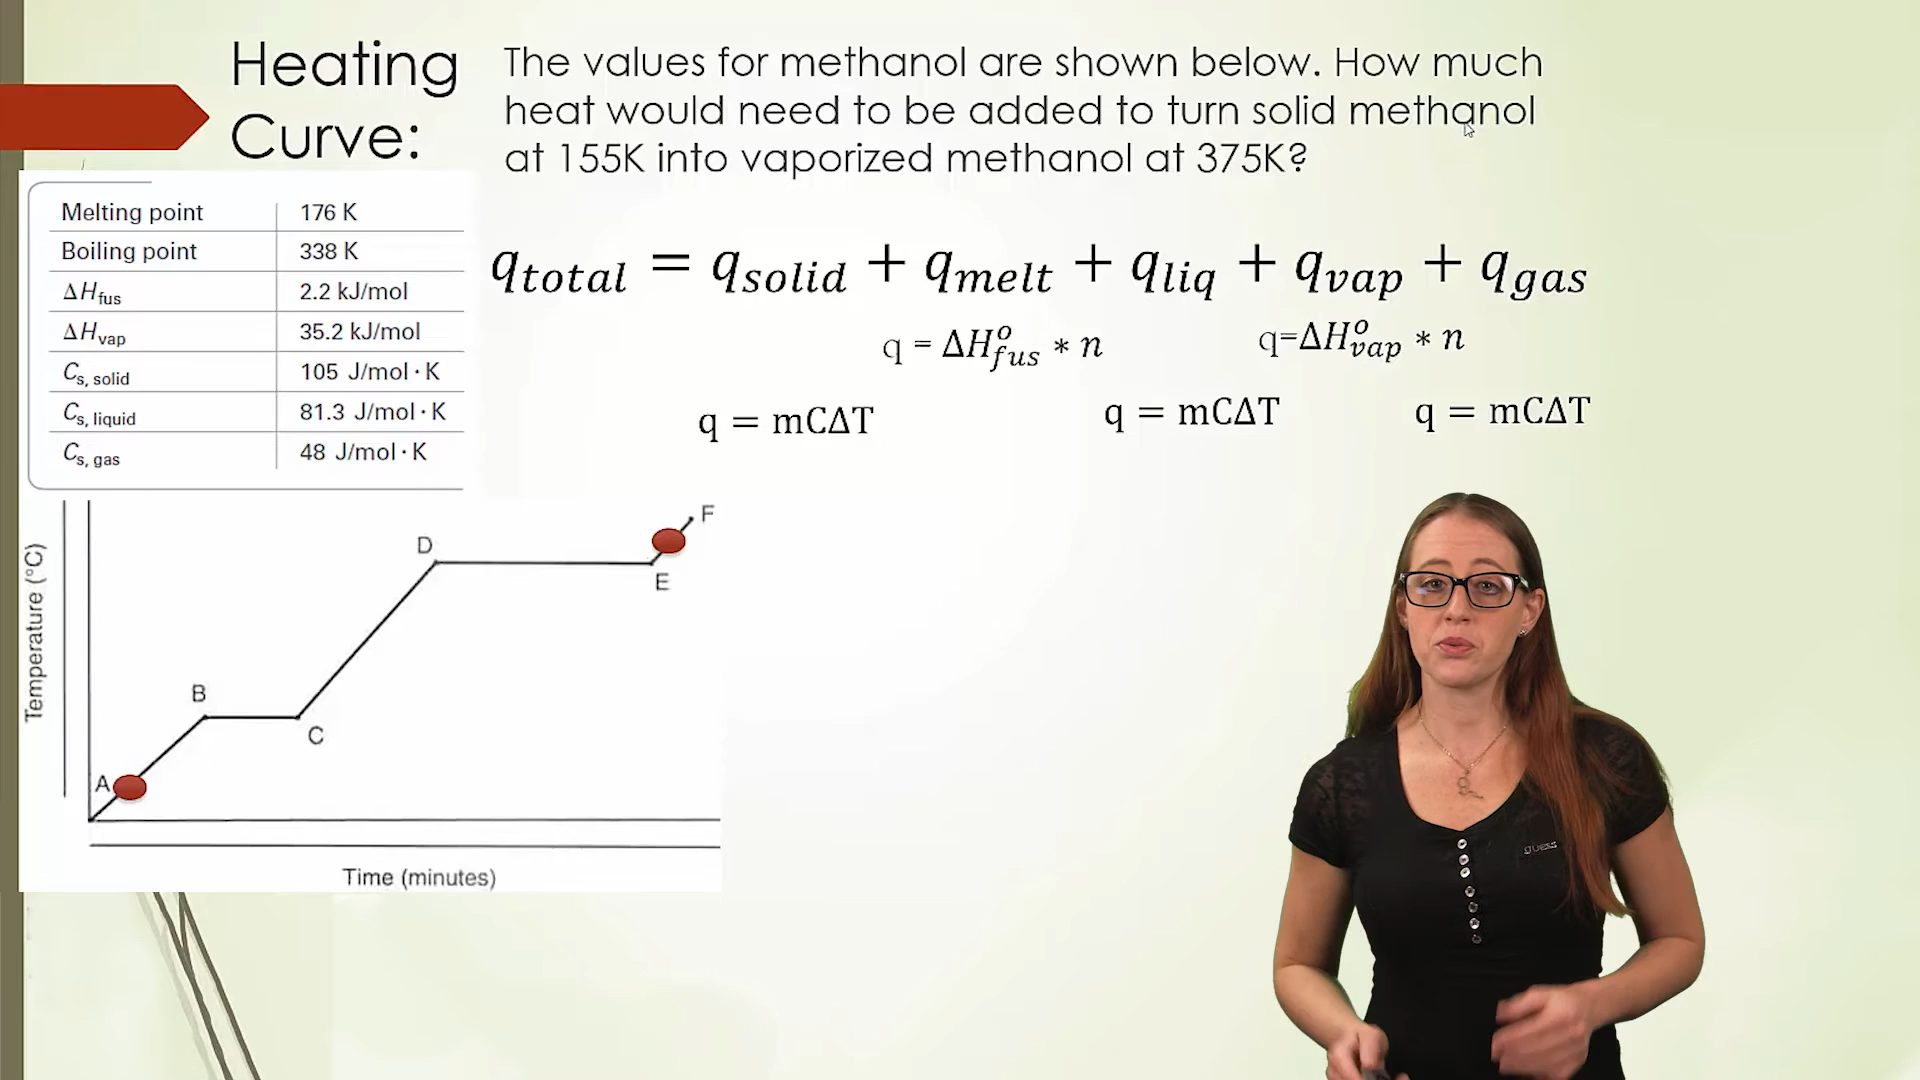 Heating
Curve:
The values for methanol are shown below. How much
heat would need to be added to turn solid methanol
at 155K into vaporized methanol at 375K?
Melting point 176 K
Boiling point 338 K
ΔHfus 2.2 kJ/mol
ΔHvap 35.2 kJ/mol
Cs, solid 105 J/mol · K
Cs, liquid 81.3 J/mol · K
Cs, gas 48 J/mol · K
qtotal = qsolid + qmelt + qliq + qvap + qgas
q = ΔH°fus * n
q=ΔH°vap * n
q = mCΔT
q = mCΔT
q = mCΔT
Temperature (°C)
A
B
C
D
E
F
Time (minutes)
GUESS